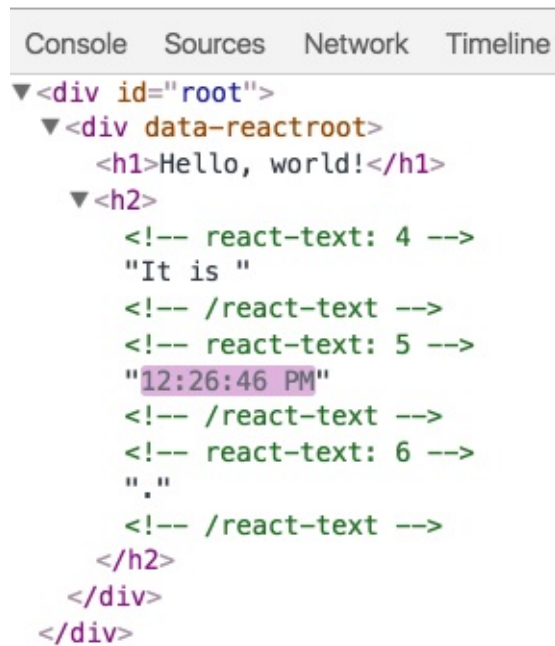 Console Sources Network Timeline
▼<div id="root">
▼<div data-reactroot>
<h1>Hello, world!</h1>
▼<h2>
<!-- react-text: 4 -->
"It is "
<!-- /react-text -->
<!-- react-text: 5 -->
"12:26:46 PM"
<!-- /react-text -->
<!-- react-text: 6 -->
"."
<!-- /react-text -->
</h2>
</div>
</div>